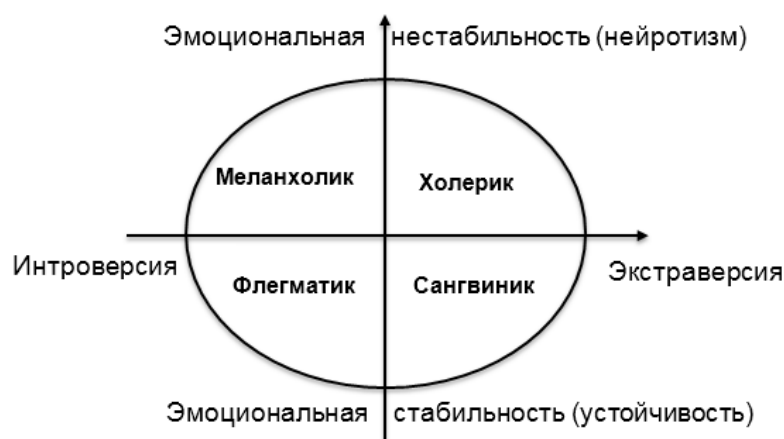 Эмоциональная нестабильность (нейротизм)
Меланхолик
Холерик
Интроверсия
Экстраверсия
Флегматик
Сангвиник
Эмоциональная стабильность (устойчивость)